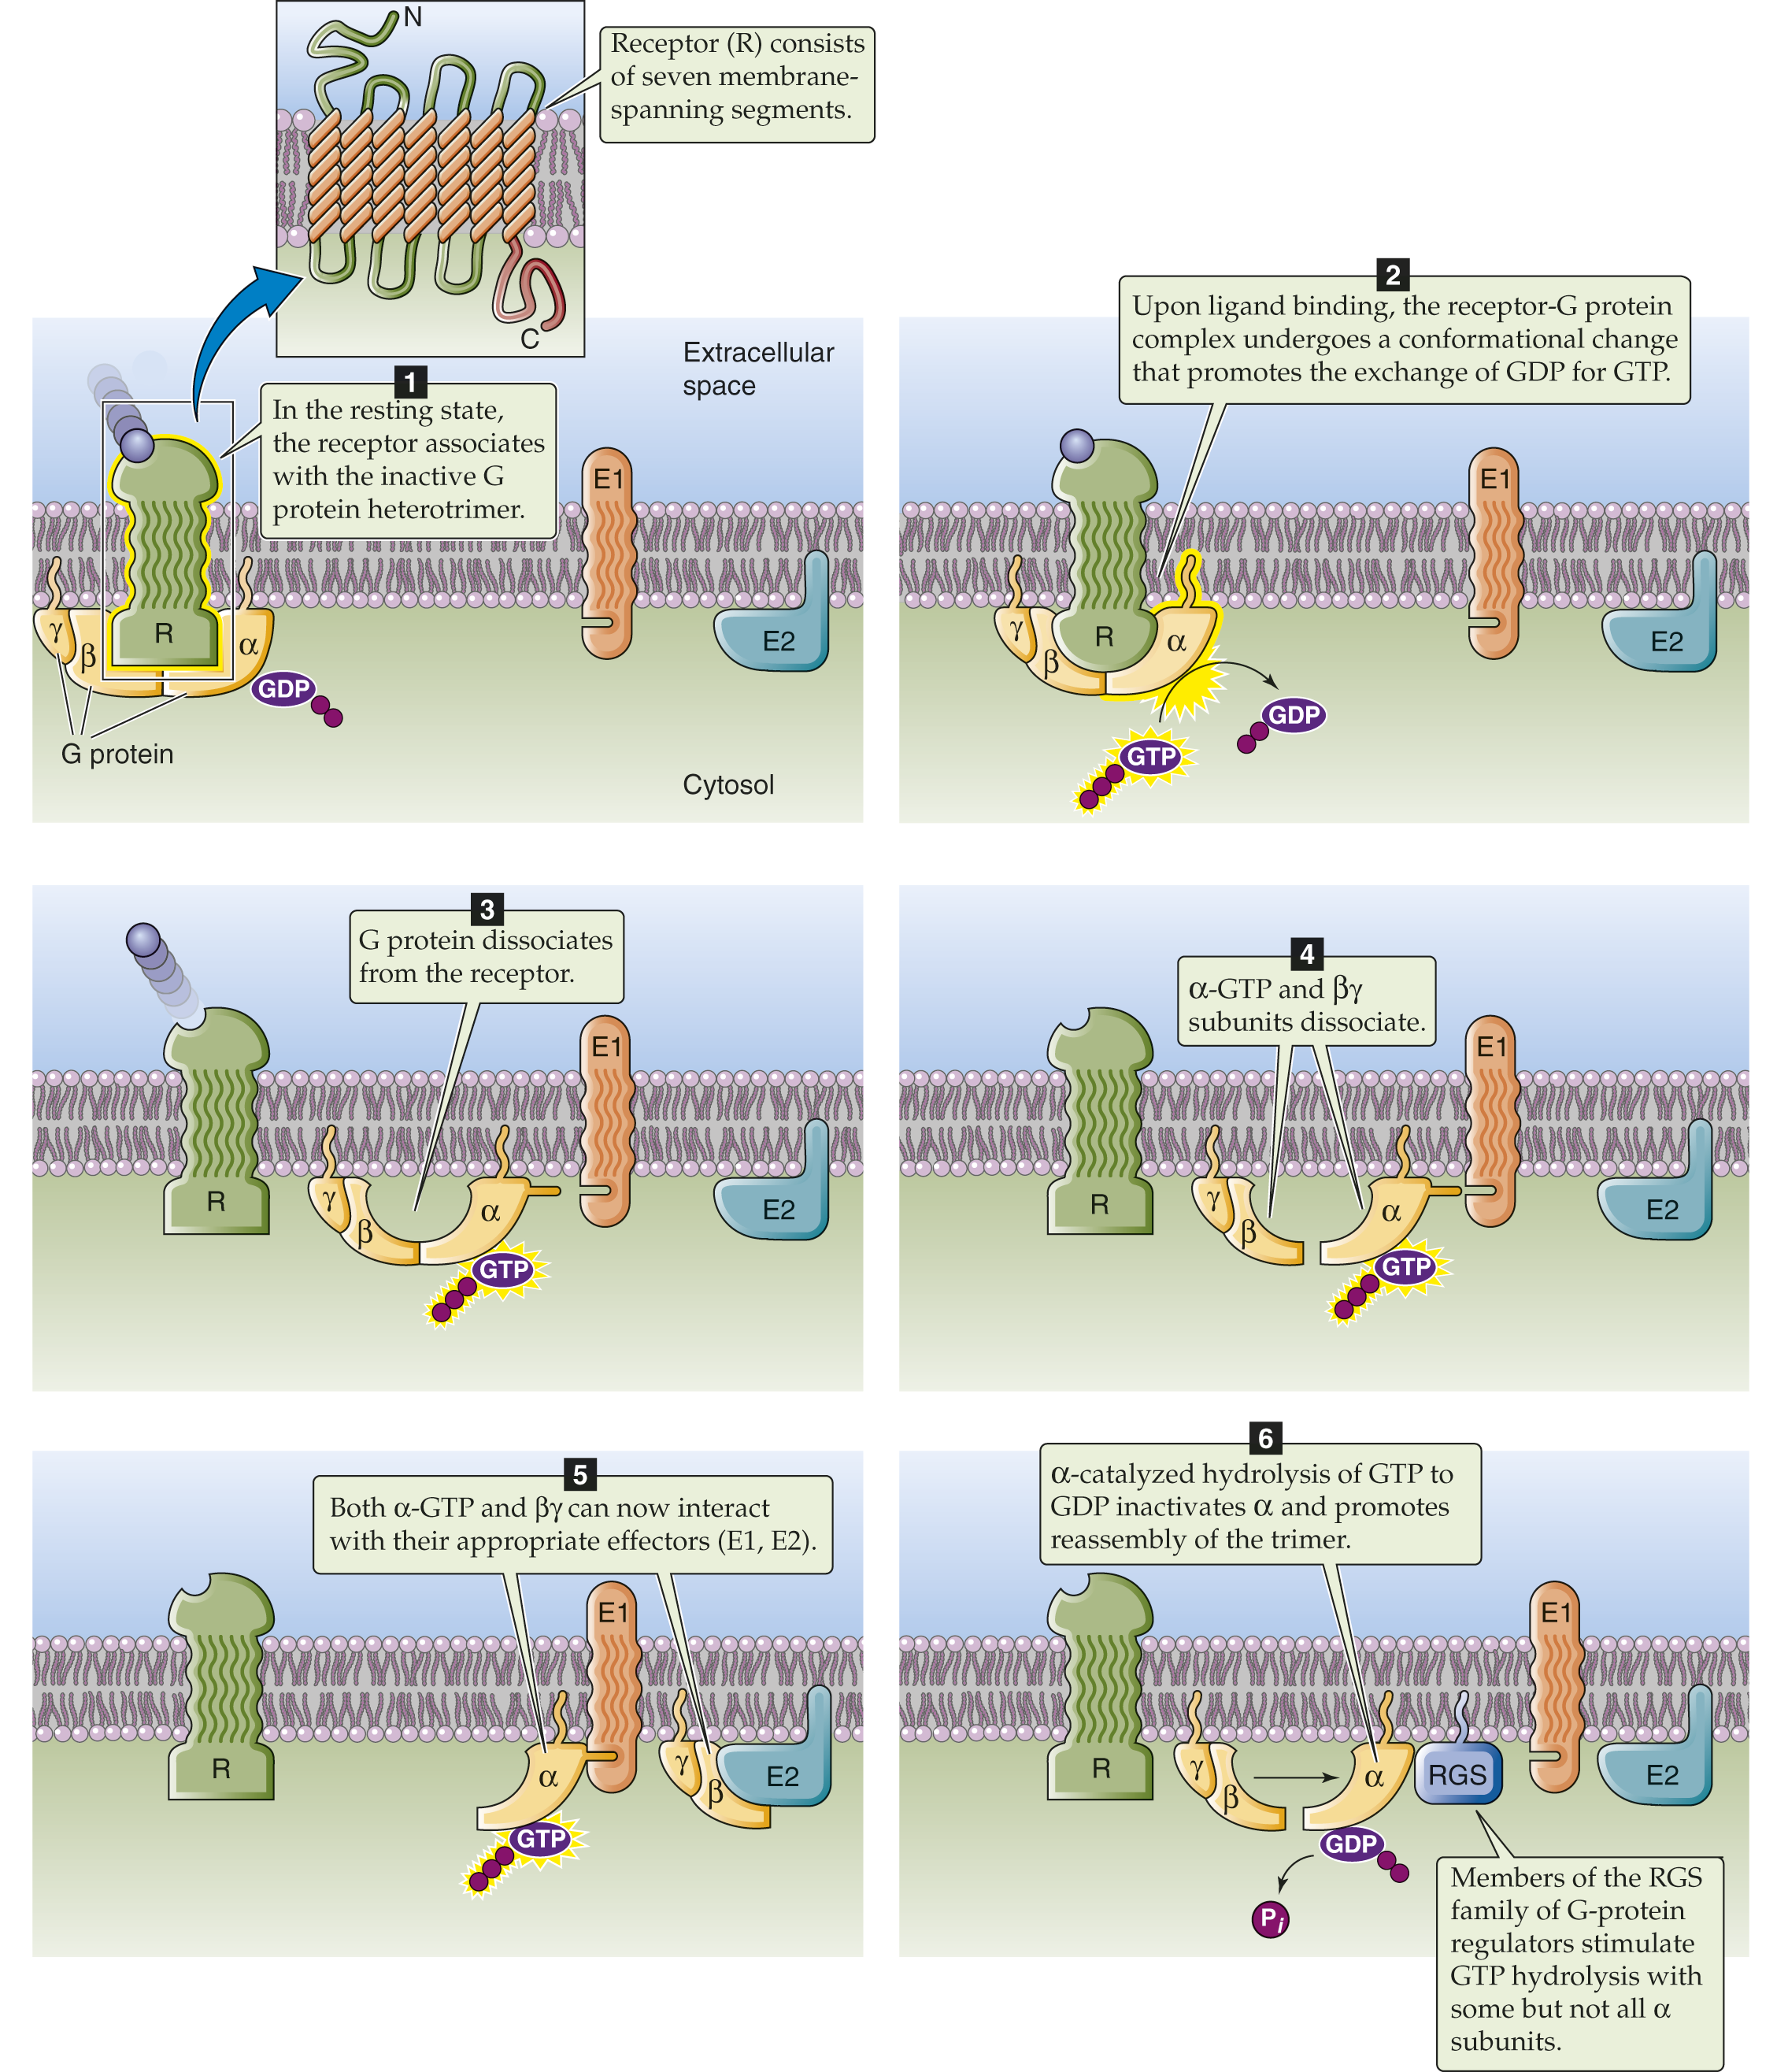 N
Receptor (R) consists
of seven membrane-
spanning segments.
C
Extracellular
space
1
In the resting state,
the receptor associates
with the inactive G
protein heterotrimer.
E1
E2
γ
β
R
α
GDP
G protein
Cytosol
2
Upon ligand binding, the receptor-G protein
complex undergoes a conformational change
that promotes the exchange of GDP for GTP.
E1
E2
γ
β
R
α
GDP
GTP
3
G protein dissociates
from the receptor.
E1
R
γ
β
α
E2
GTP
4
α-GTP and βγ
subunits dissociate.
E1
R
γ
β
α
E2
GTP
5
Both α-GTP and βγ can now interact
with their appropriate effectors (E1, E2).
E1
R
α
γ
β
E2
GTP
6
α-catalyzed hydrolysis of GTP to
GDP inactivates α and promotes
reassembly of the trimer.
E1
R
γ
β
α
RGS
E2
GDP
Pi
Members of the RGS
family of G-protein
regulators stimulate
GTP hydrolysis with
some but not all α
subunits.